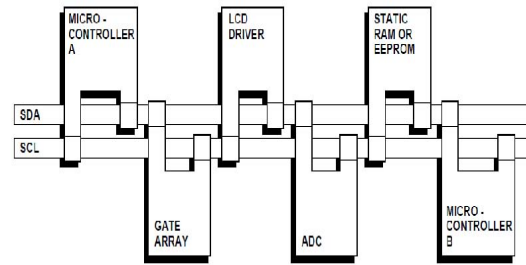 MICRO -
CONTROLLER
A
LCD
DRIVER
STATIC
RAM OR
EEPROM
SDA
SCL
GATE
ARRAY
ADC
MICRO -
CONTROLLER
B